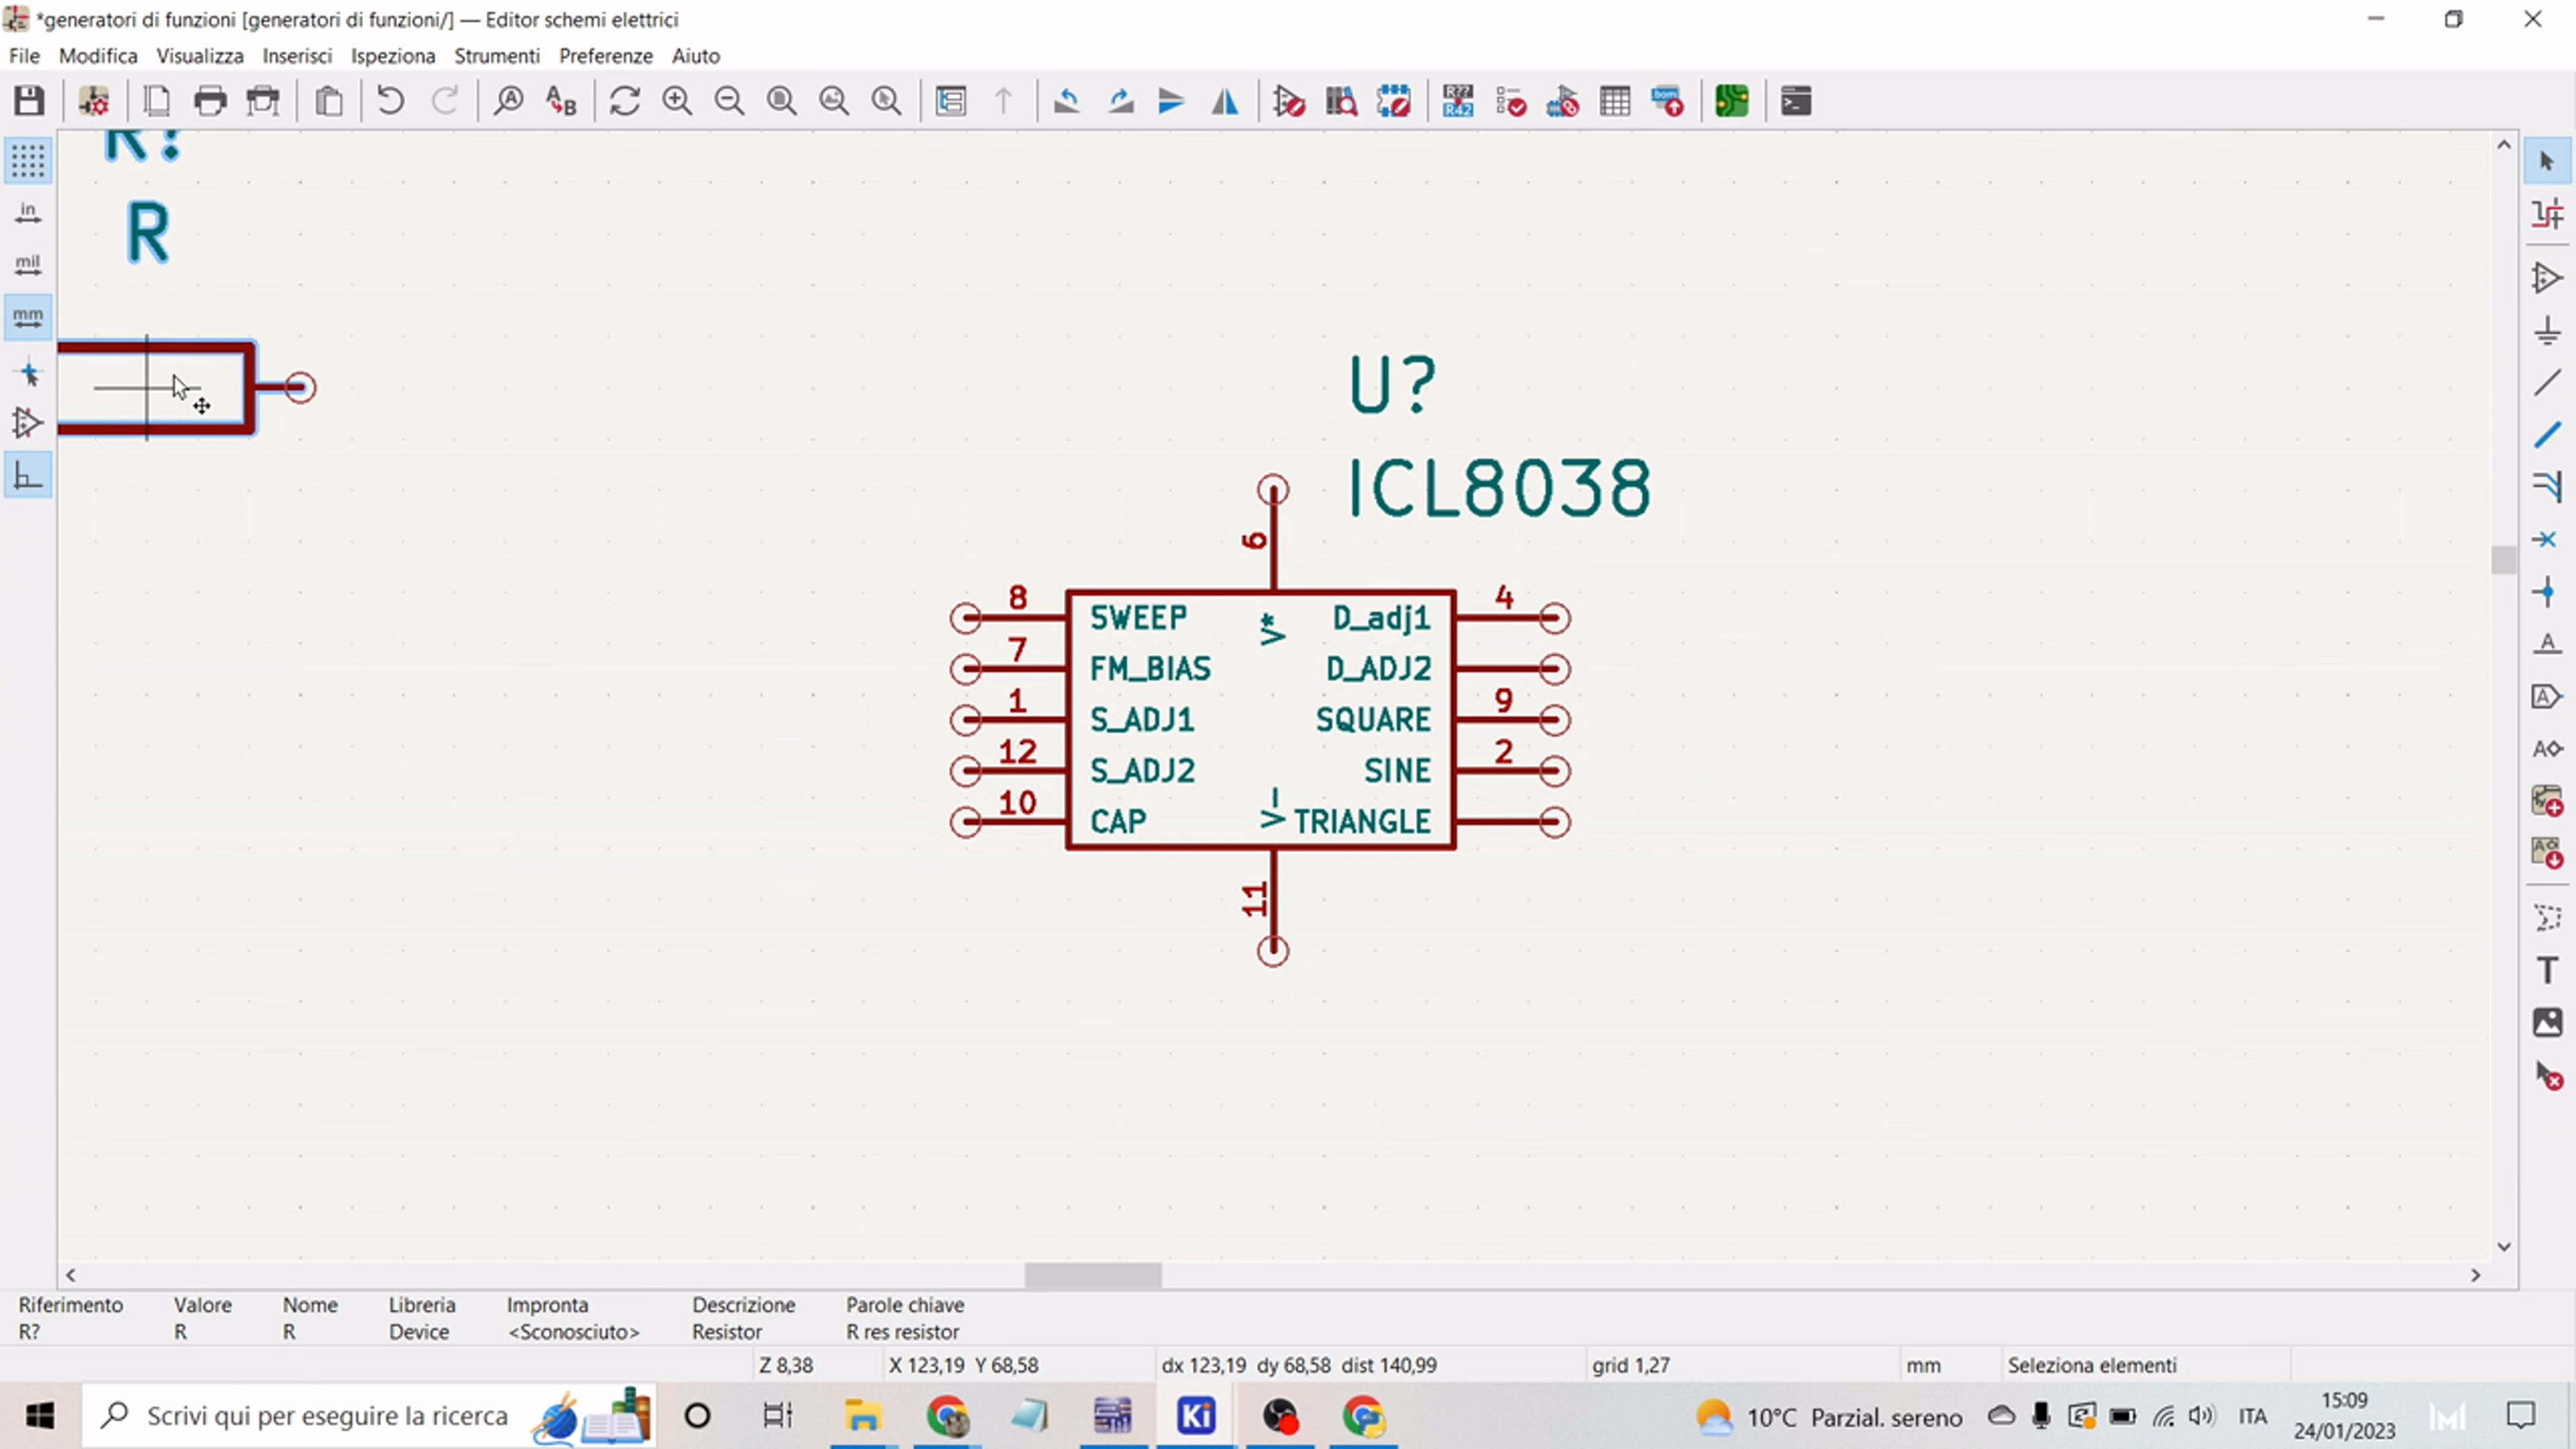 *generatori di funzioni [generatori di funzioni/] — Editor schemi elettrici
File Modifica Visualizza Inserisci Ispeziona Strumenti Preferenze Aiuto
A
A B
R??
R42
bom
R?
R
in
mil
mm
U?
ICL8038
6
8 SWEEP V* D_adj1 4
7 FM_BIAS D_ADJ2
1 S_ADJ1 SQUARE 9
12 S_ADJ2 SINE 2
10 CAP V- TRIANGLE
11
A
A
A
A
T
Riferimento Valore Nome Libreria Impronta Descrizione Parole chiave
R? R R Device <Sconosciuto> Resistor R res resistor
Z 8,38 X 123,19 Y 68,58 dx 123,19 dy 68,58 dist 140,99 grid 1,27 mm Seleziona elementi
Scrivi qui per eseguire la ricerca Ki 10°C Parzial. sereno ITA 15:09
24/01/2023